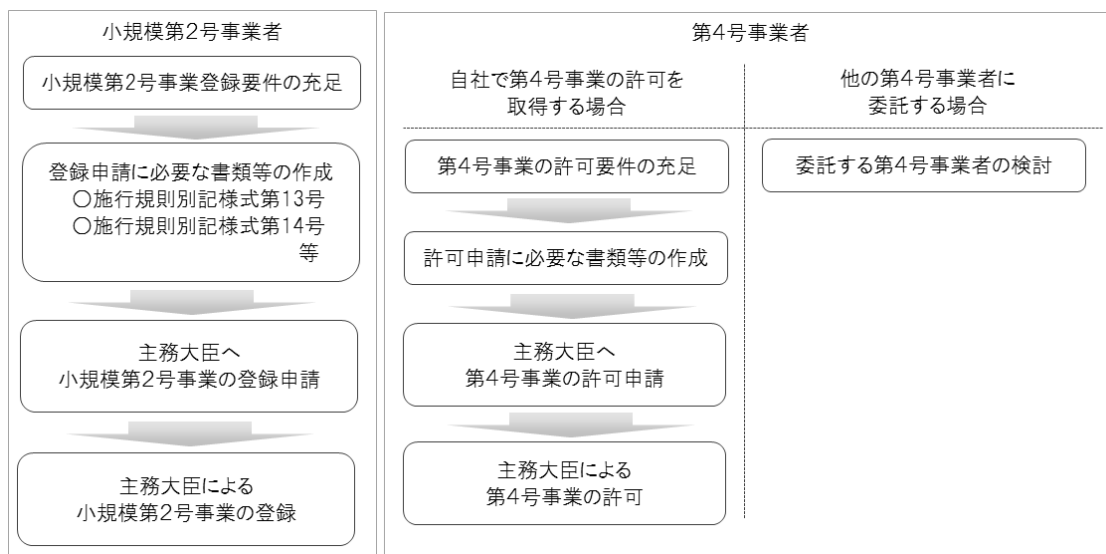 小規模第2号事業者
小規模第2号事業登録要件の充足
登録申請に必要な書類等の作成
〇施行規則別記様式第13号
〇施行規則別記様式第14号
等
主務大臣へ
小規模第2号事業の登録申請
主務大臣による
小規模第2号事業の登録
第4号事業者
自社で第4号事業の許可を
取得する場合
第4号事業の許可要件の充足
許可申請に必要な書類等の作成
主務大臣へ
第4号事業の許可申請
主務大臣による
第4号事業の許可
他の第4号事業者に
委託する場合
委託する第4号事業者の検討